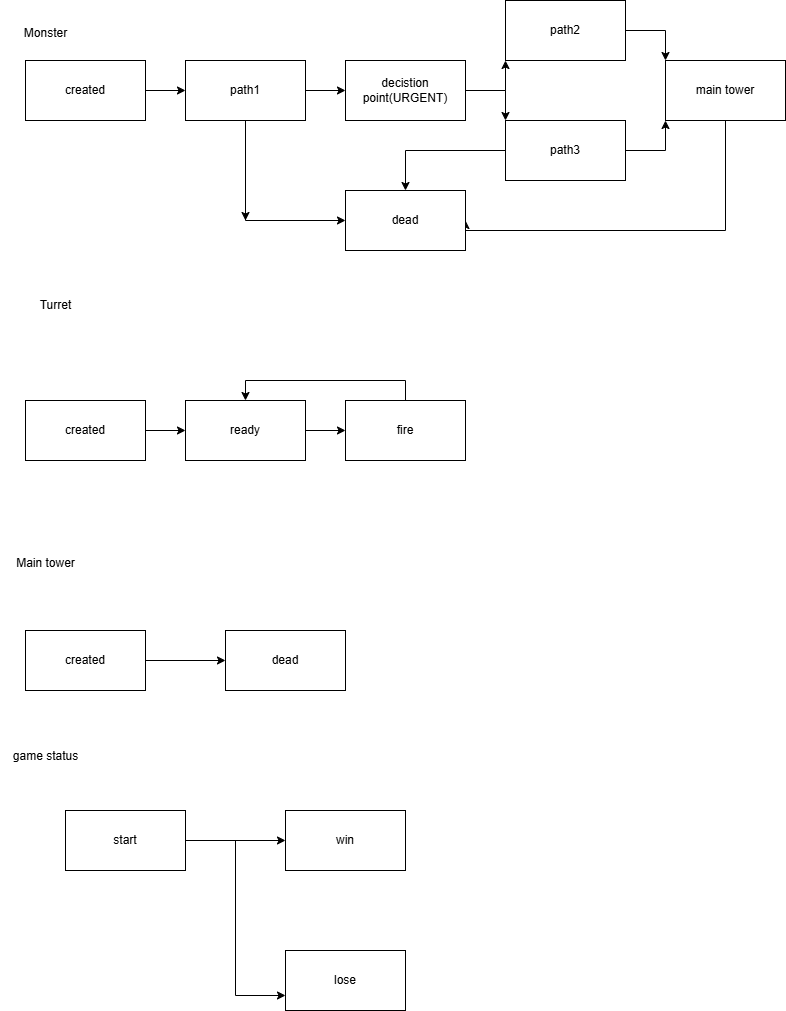 Monster
path2
created
path1
decistion
point(URGENT)
main tower
path3
dead
Turret
created
ready
fire
Main tower
created
dead
game status
start
win
lose